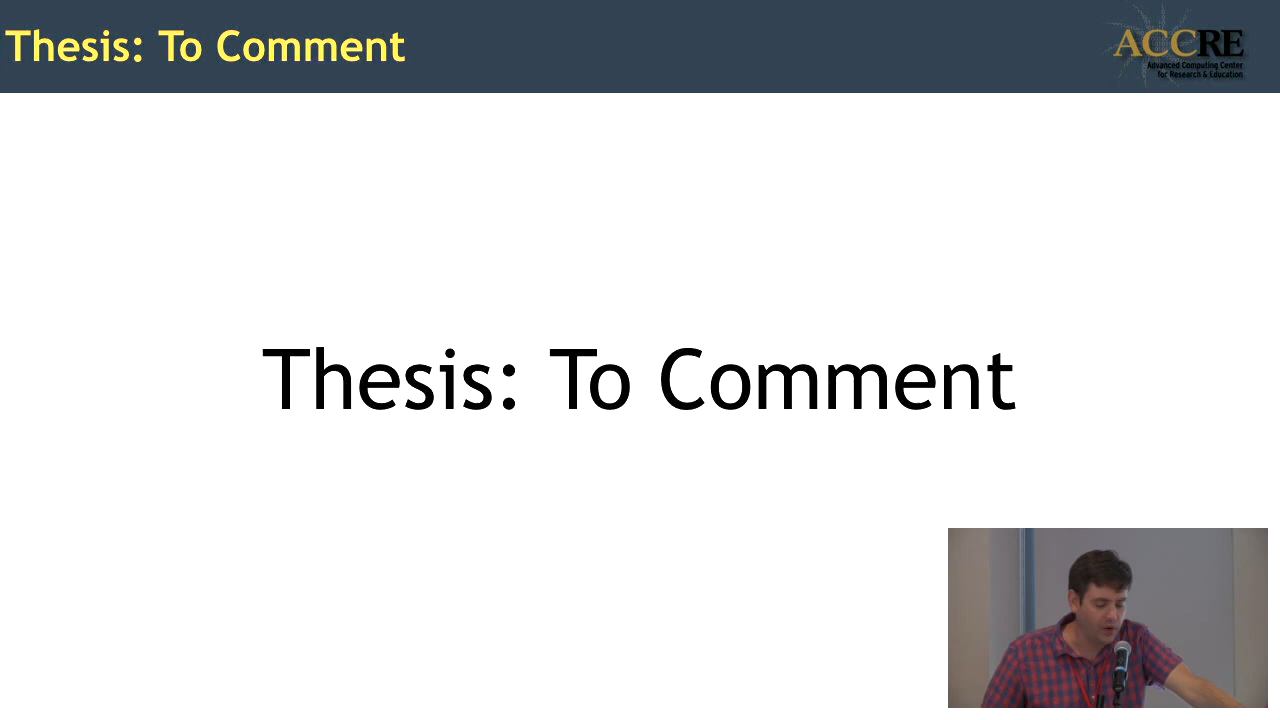 Thesis: To Comment
ACCRE
Advanced Computing Center
for Research & Education
Thesis: To Comment